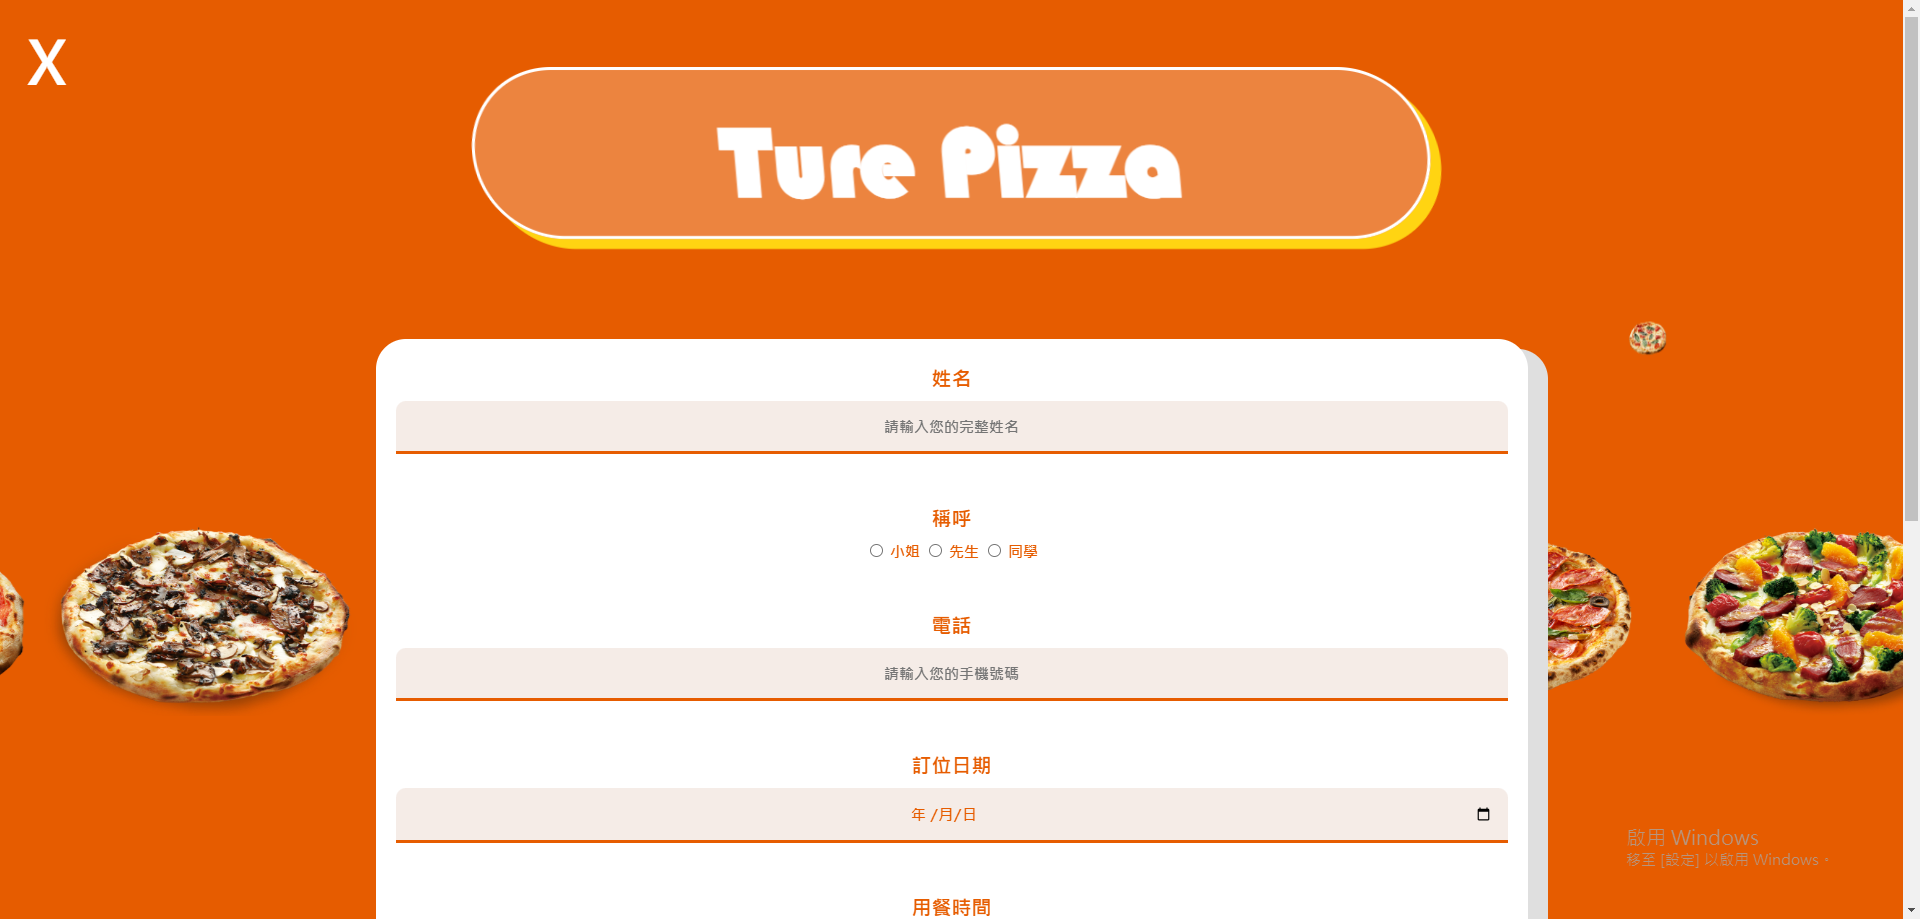 X
Ture Pizza
姓名
請輸入您的完整姓名
稱呼
小姐 先生 同學
電話
請輸入您的手機號碼
訂位日期
年 /月/日
用餐時間
啟用 Windows
移至 [設定] 以啟用 Windows。